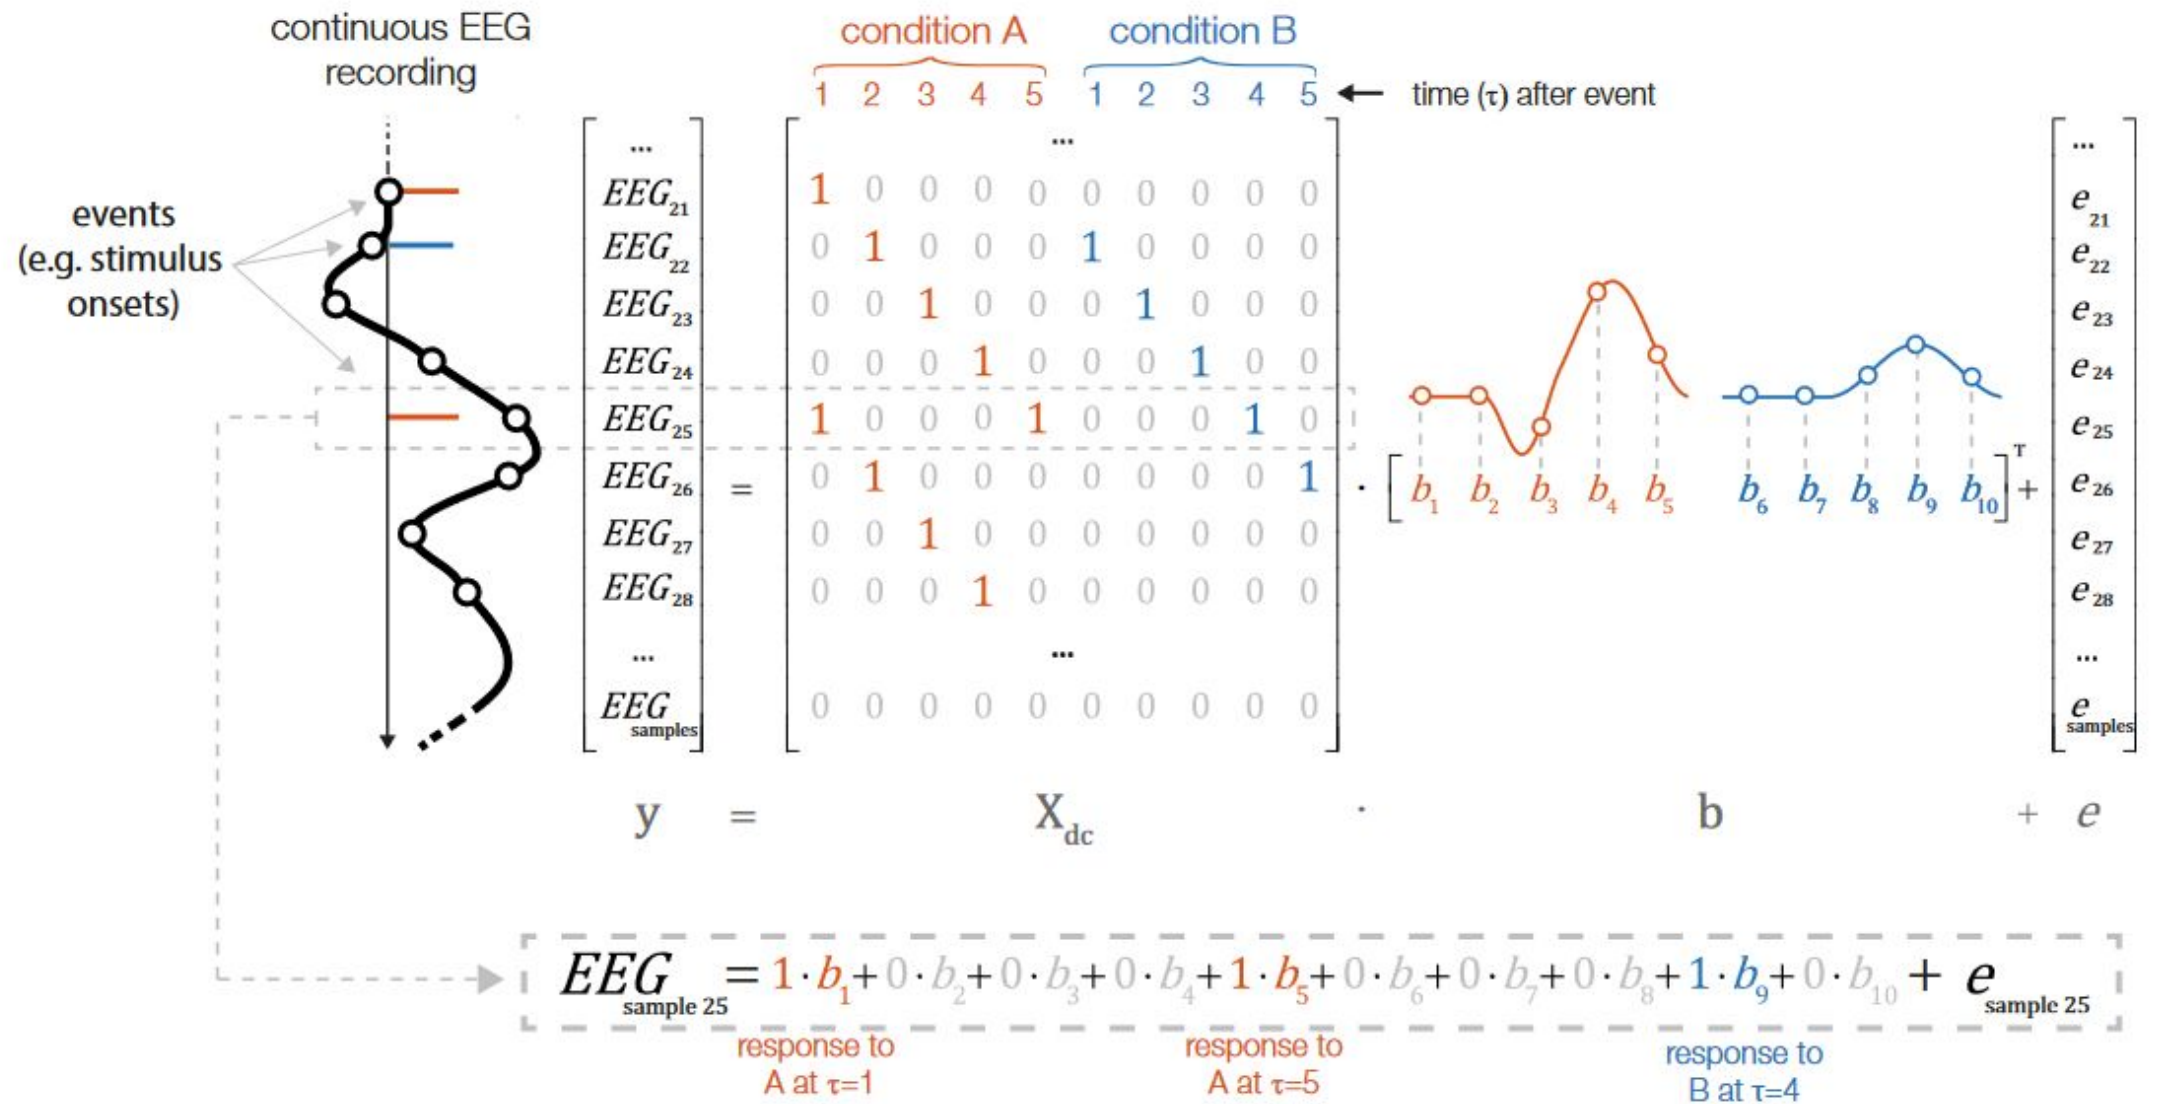 continuous EEG
recording
condition A condition B
1 2 3 4 5 1 2 3 4 5 ← time (τ) after event
events
(e.g. stimulus
onsets)
... ... ...
EEG21 1 0 0 0 0 0 0 0 0 0 e21
EEG22 0 1 0 0 0 1 0 0 0 0 e22
EEG23 0 0 1 0 0 0 1 0 0 0 e23
EEG24 0 0 0 1 0 0 0 1 0 0 e24
EEG25 1 0 0 0 1 0 0 0 1 0 e25
EEG26 = 0 1 0 0 0 0 0 0 0 1 · [b1 b2 b3 b4 b5 b6 b7 b8 b9 b10]T + e26
EEG27 0 0 1 0 0 0 0 0 0 0 e27
EEG28 0 0 0 1 0 0 0 0 0 0 e28
... ... ...
EEGsamples 0 0 0 0 0 0 0 0 0 0 esamples
y = Xdc · b + e
EEGsample 25 = 1·b1+0·b2+0·b3+0·b4+1·b5+0·b6+0·b7+0·b8+1·b9+0·b10 + esample 25
response to response to response to
A at τ=1 A at τ=5 B at τ=4